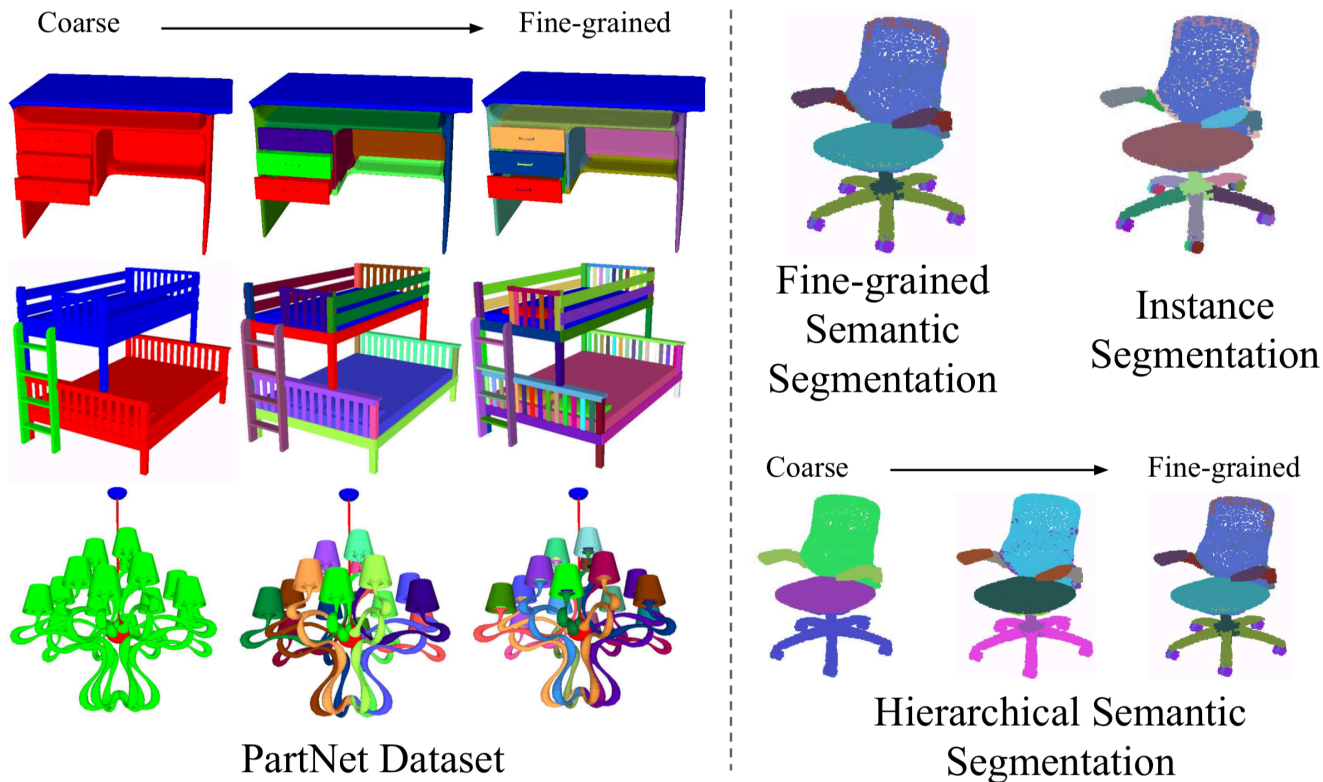 Coarse
Fine-grained
PartNet Dataset
Fine-grained
Semantic
Segmentation
Instance
Segmentation
Coarse
Fine-grained
Hierarchical Semantic
Segmentation